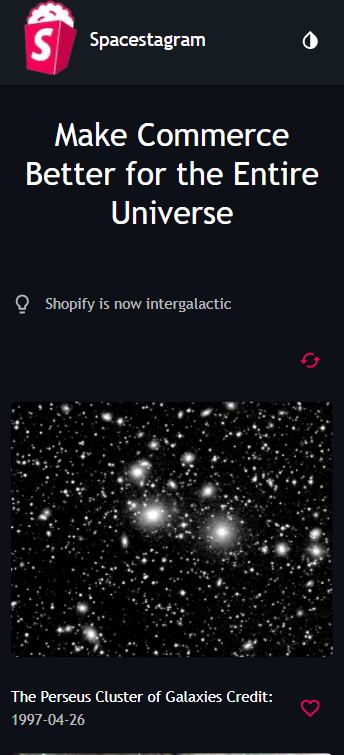 S
Spacestagram
Make Commerce
Better for the Entire
Universe
Shopify is now intergalactic
The Perseus Cluster of Galaxies Credit:
1997-04-26